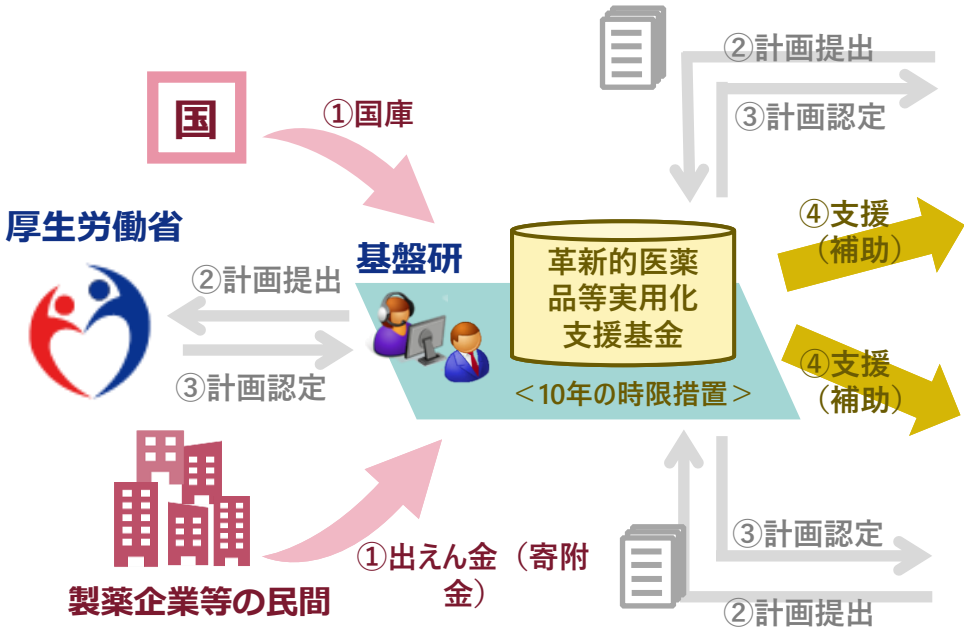 ②計画提出
③計画認定
国
①国庫
厚生労働省
②計画提出
③計画認定
基盤研
革新的医薬
品等実用化
支援基金
＜10年の時限措置＞
④支援
（補助）
④支援
（補助）
①出えん金（寄附
金）
製薬企業等の民間
③計画認定
②計画提出